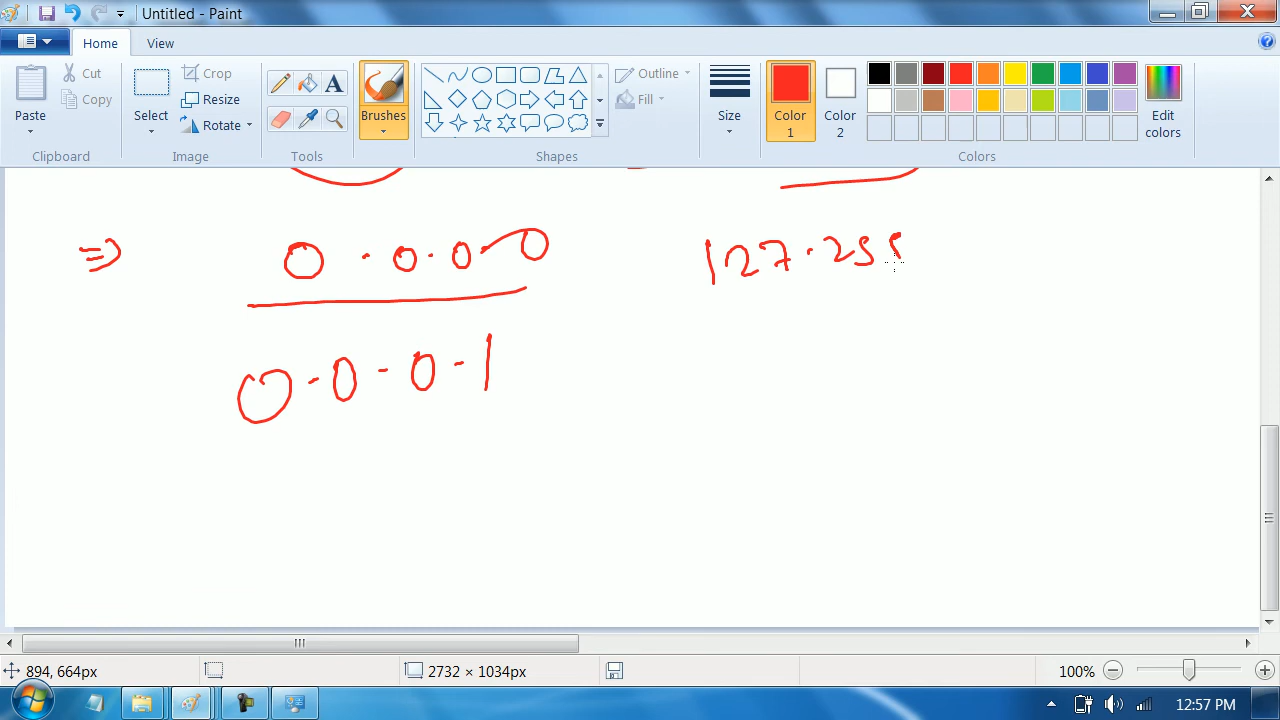 Untitled - Paint
Home View
Cut
Copy
Paste
Clipboard
Select
Crop
Resize
Rotate
Image
A
Tools
Brushes
Outline
Fill
Shapes
Size
Color 1
Color 2
Edit colors
Colors
=> 0.0.0.0 127.255
0.0.0.1
894, 664px
2732 × 1034px
100%
12:57 PM